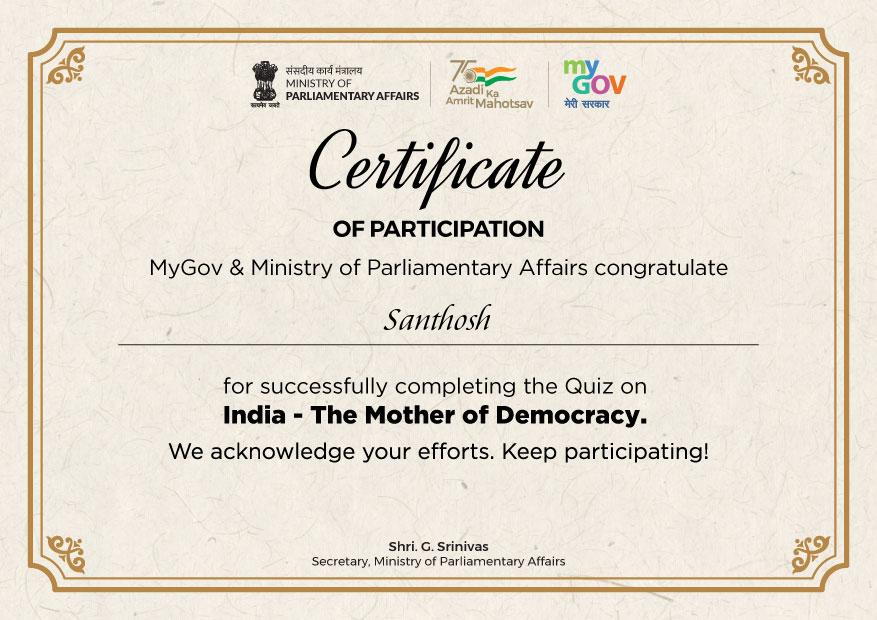 संसदीय कार्य मंत्रालय
MINISTRY OF
PARLIAMENTARY AFFAIRS
सत्यमेव जयते
75
Azadi Ka
Amrit Mahotsav
my
GOV
मेरी सरकार
Certificate
OF PARTICIPATION
MyGov & Ministry of Parliamentary Affairs congratulate
Santhosh
for successfully completing the Quiz on
India - The Mother of Democracy.
We acknowledge your efforts. Keep participating!
Shri. G. Srinivas
Secretary, Ministry of Parliamentary Affairs